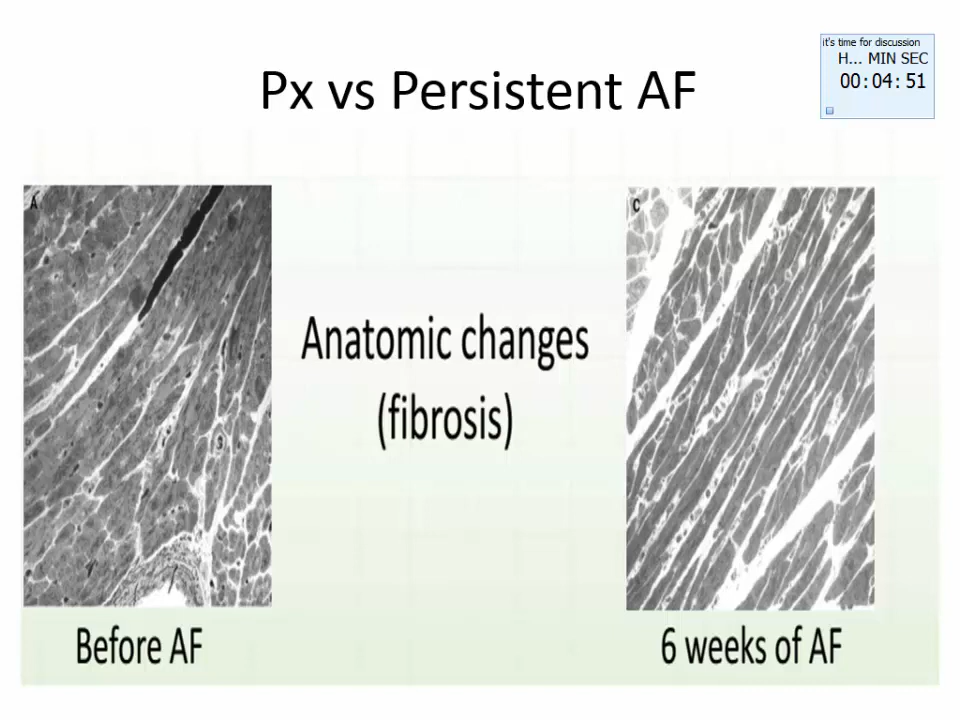 it's time for discussion
H... MIN SEC
00:04:51
Px vs Persistent AF
A
C
Anatomic changes
(fibrosis)
Before AF
6 weeks of AF